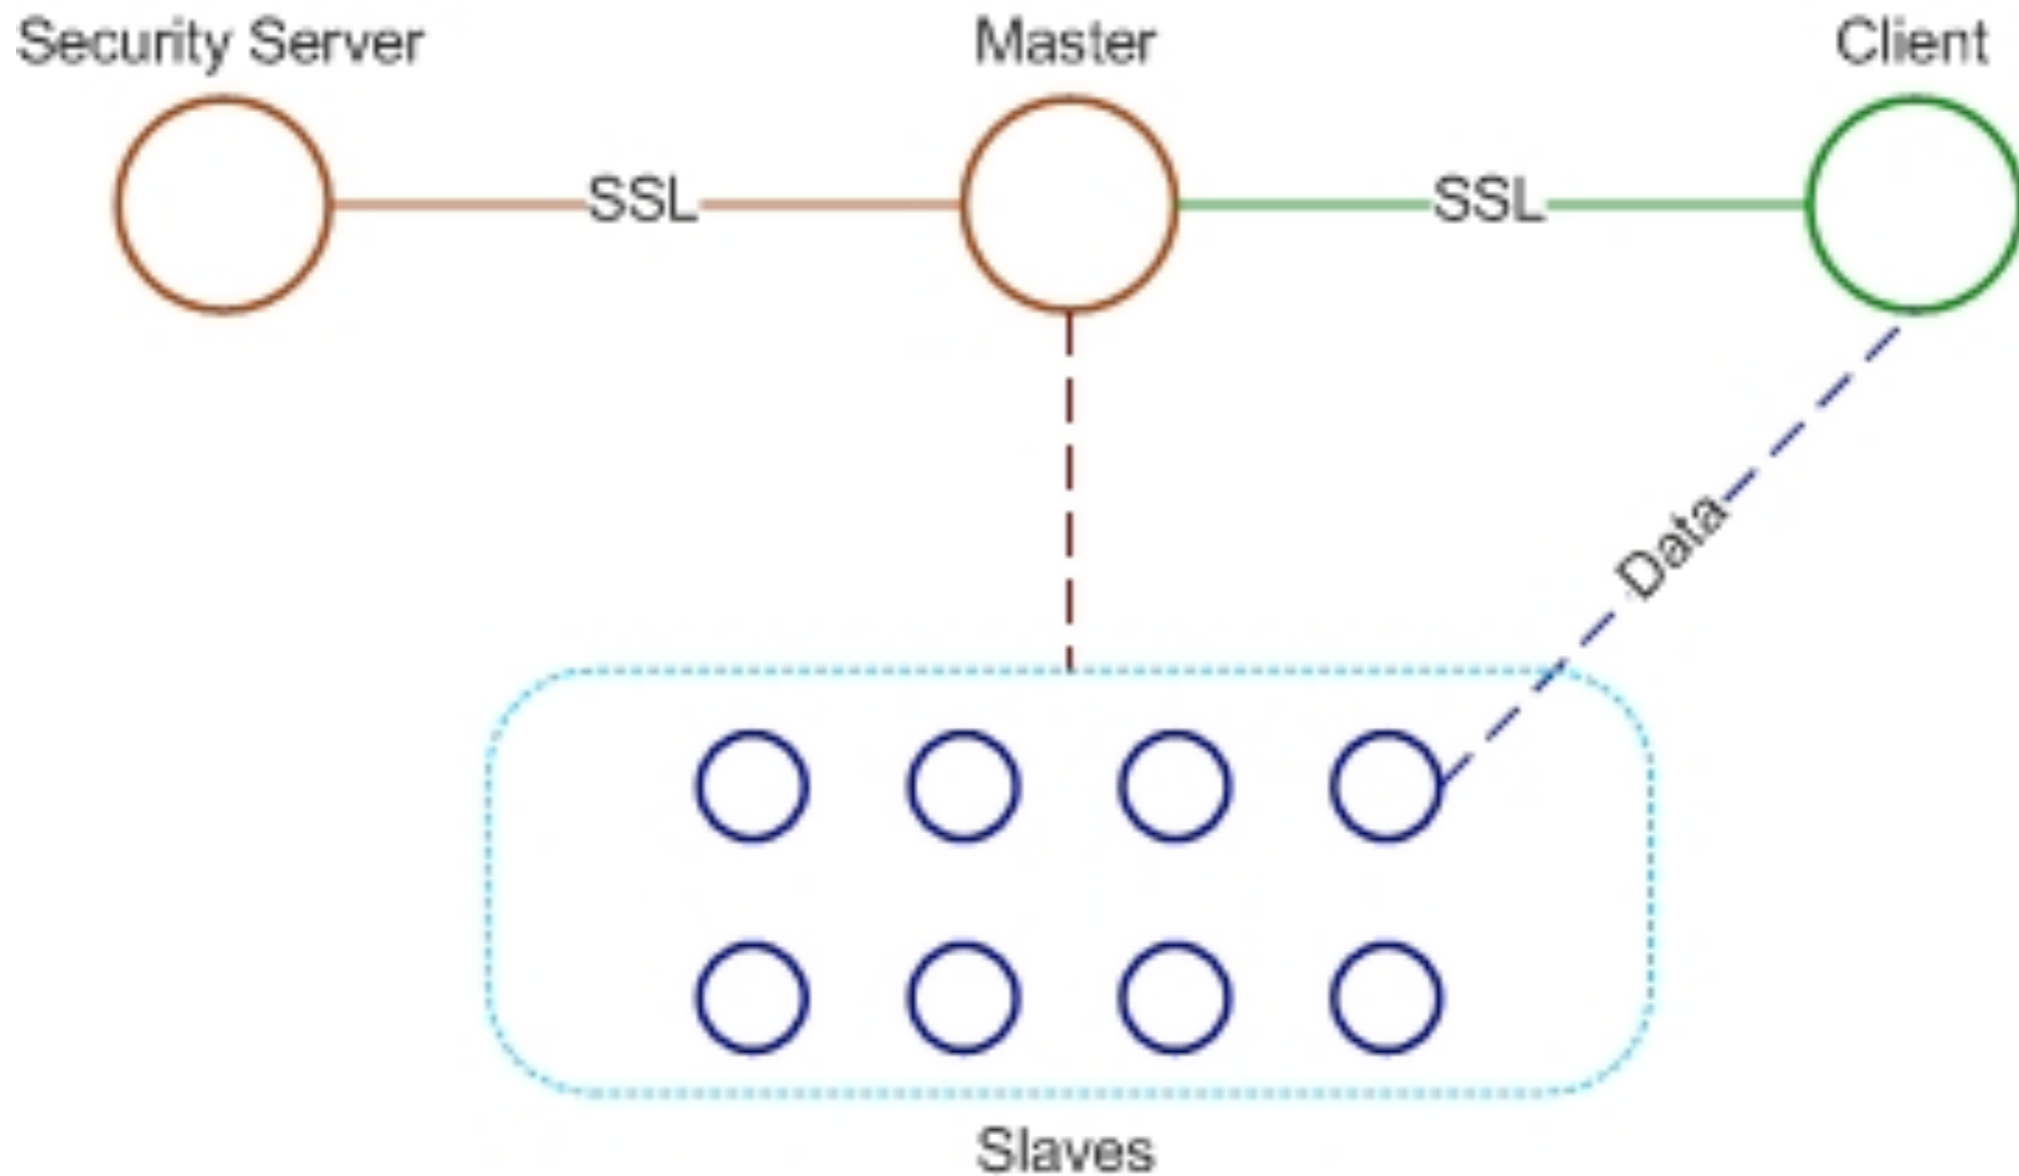 Security Server
Master
Client
SSL
SSL
Data
Slaves